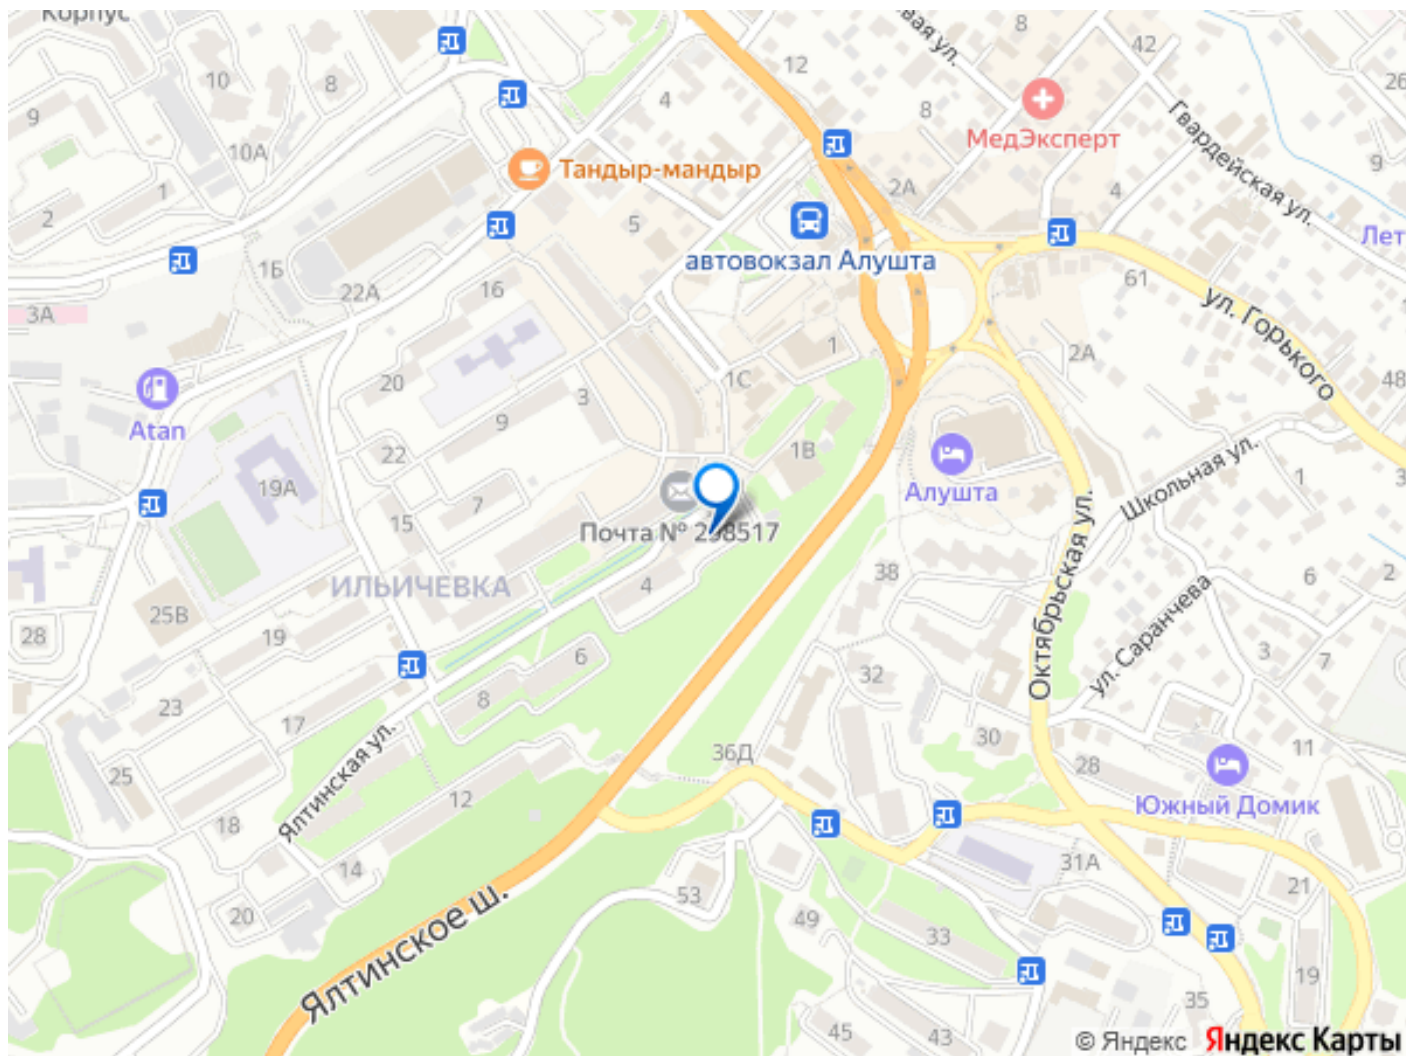 Корпус
вая ул.
8
42
12
10
8
26
9
4
8
МедЭксперт
Гвардейская ул.
10А
Тандыр-мандыр
9
1
2А
4
2
5
Лет
автовокзал Алушта
1Б
61
16
22А
3А
ул. Горького
1
2А
1С
20
48
3
9
Atan
1В
22
Школьная ул.
1
19А
Алушта
7
15
Почта № 298517
38
6
2
4
ИЛЬИЧЕВКА
25В
28
19
Октябрьская ул.
ул. Саранчева
6
3
7
32
8
23
17
30
11
36Д
28
25
12
Ялтинская ул.
Южный Домик
18
31А
14
21
53
20
49
Ялтинское ш.
33
19
35
45
43
© Яндекс Яндекс Карты